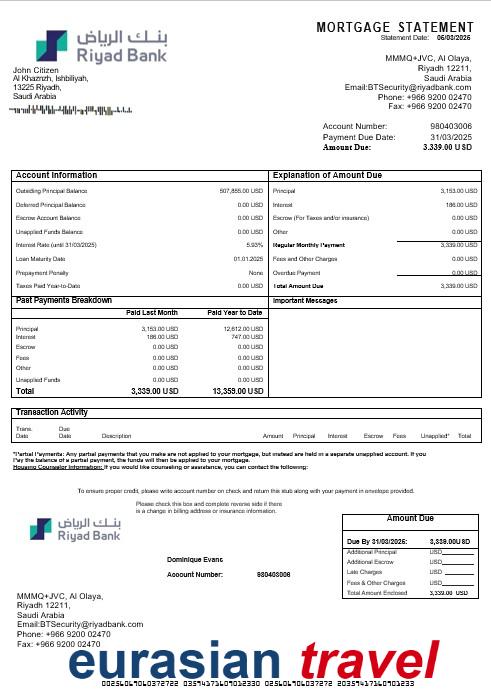 الرياض بنك
Riyad Bank
John Citizen
Al Khaznzh, Ishbiliyah,
13225 Riyadh,
Saudi Arabia
MORTGAGE STATEMENT
Statement Date: 06/03/2026
MMMQ+JVC, Al Olaya,
Riyadh 12211,
Saudi Arabia
Email:BTSecurity@riyadbank.com
Phone: +966 9200 02470
Fax: +966 9200 02470
Account Number: 980403006
Payment Due Date: 31/03/2025
Amount Due: 3.339.00 USD
Account Information
Outsiding Principal Balance 507,855.00 USD
Deferred Principal Balance 0.00 USD
Escrow Account Balance 0.00 USD
Unapplied Funds Balance 0.00 USD
Interest Rate (until 31/03/2025) 5.93%
Loan Maturity Date 01.01.2025
Prepayment Penalty None
Taxes Paid Year-to-Date 0.00 USD
Explanation of Amount Due
Principal 3,153.00 USD
Interest 186.00 USD
Escrow (For Taxes and/or insurance) 0.00 USD
Other 0.00 USD
Regular Monthly Payment 3,339.00 USD
Fees and Other Charges 0.00 USD
Overdue Payment 0.00 USD
Total Amount Due 3,339.00 USD
Past Payments Breakdown
Paid Last Month Paid Year to Date
Principal 3,153.00 USD 12,612.00 USD
Interest 186.00 USD 747.00 USD
Escrow 0.00 USD 0.00 USD
Fees 0.00 USD 0.00 USD
Other 0.00 USD 0.00 USD
Unapplied Funds 0.00 USD 0.00 USD
Total 3,339.00 USD 13,359.00 USD
Important Messages
Transaction Activity
Trans. Date Due Date Description Amount Principal Interest Escrow Fees Unapplied* Total
*Partial Payments: Any partial payments that you make are not applied to your mortgage, but instead are held in a separate unapplied account. If you
Pay the balance of a partial payment, the funds will then be applied to your mortgage.
Housing Counselor Information: If you would like counseling or assistance, you can contact the following:
To ensure proper credit, please write account number on check and return this stub along with your payment in envelope provided.
Please check this box and complete reverse side if there
is a change in billing address or insurance information.
الرياض بنك
Riyad Bank
Dominique Evans
Account Number: 980403006
Amount Due
Due By 31/03/2025: 3,339.00USD
Additional Principal USD
Additional Escrow USD
Late Charges USD
Fees & Other Charges USD
Total Amount Enclosed 3,339.00 USD
MMMQ+JVC, Al Olaya,
Riyadh 12211,
Saudi Arabia
Email:BTSecurity@riyadbank.com
Phone: +966 9200 02470
Fax: +966 9200 02470
eurasian travel